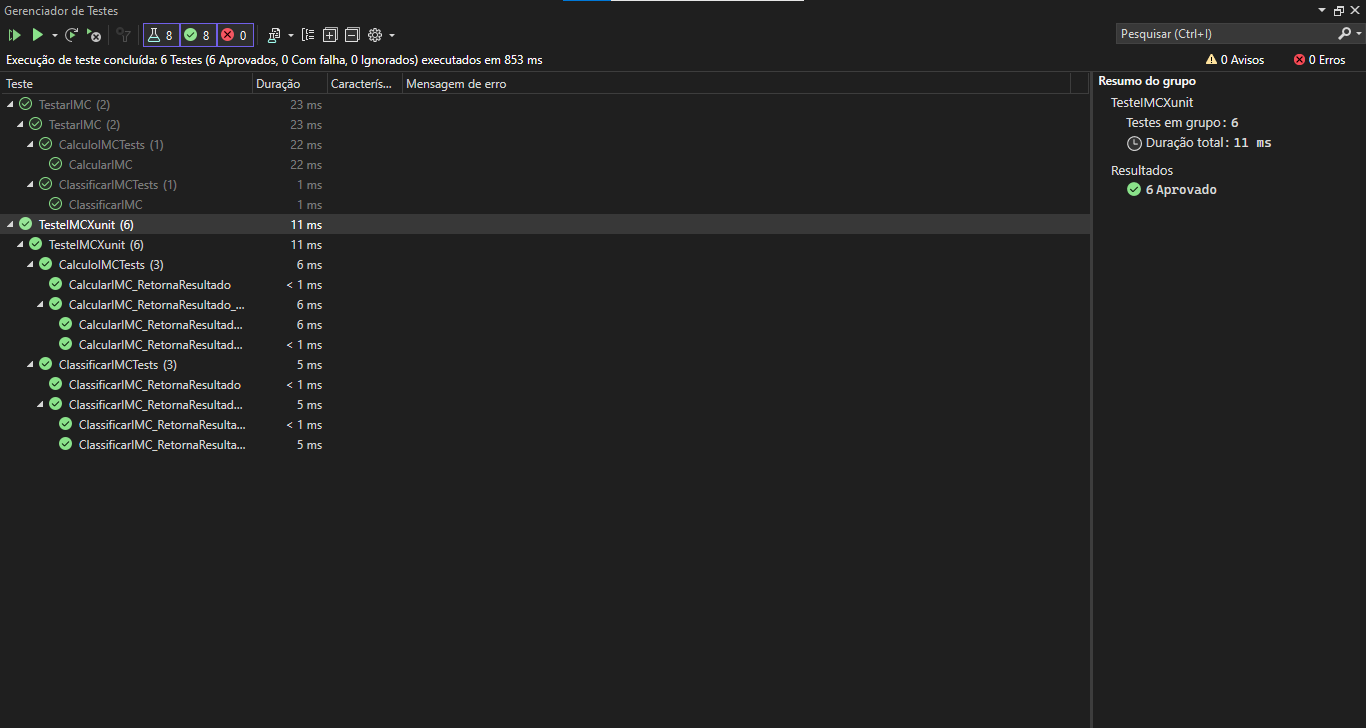 Gerenciador de Testes
8 8 0
Pesquisar (Ctrl+I)
Execução de teste concluída: 6 Testes (6 Aprovados, 0 Com falha, 0 Ignorados) executados em 853 ms
0 Avisos 0 Erros
Teste Duração Caracterís... Mensagem de erro
TestarIMC (2) 23 ms
TestarIMC (2) 23 ms
CalculoIMCTests (1) 22 ms
CalcularIMC 22 ms
ClassificarIMCTests (1) 1 ms
ClassificarIMC 1 ms
TesteIMCXunit (6) 11 ms
TesteIMCXunit (6) 11 ms
CalculoIMCTests (3) 6 ms
CalcularIMC_RetornaResultado < 1 ms
CalcularIMC_RetornaResultado_... 6 ms
CalcularIMC_RetornaResultad... 6 ms
CalcularIMC_RetornaResultad... < 1 ms
ClassificarIMCTests (3) 5 ms
ClassificarIMC_RetornaResultado < 1 ms
ClassificarIMC_RetornaResultad... 5 ms
ClassificarIMC_RetornaResulta... < 1 ms
ClassificarIMC_RetornaResulta... 5 ms
Resumo do grupo
TesteIMCXunit
Testes em grupo: 6
Duração total: 11 ms
Resultados
6 Aprovado